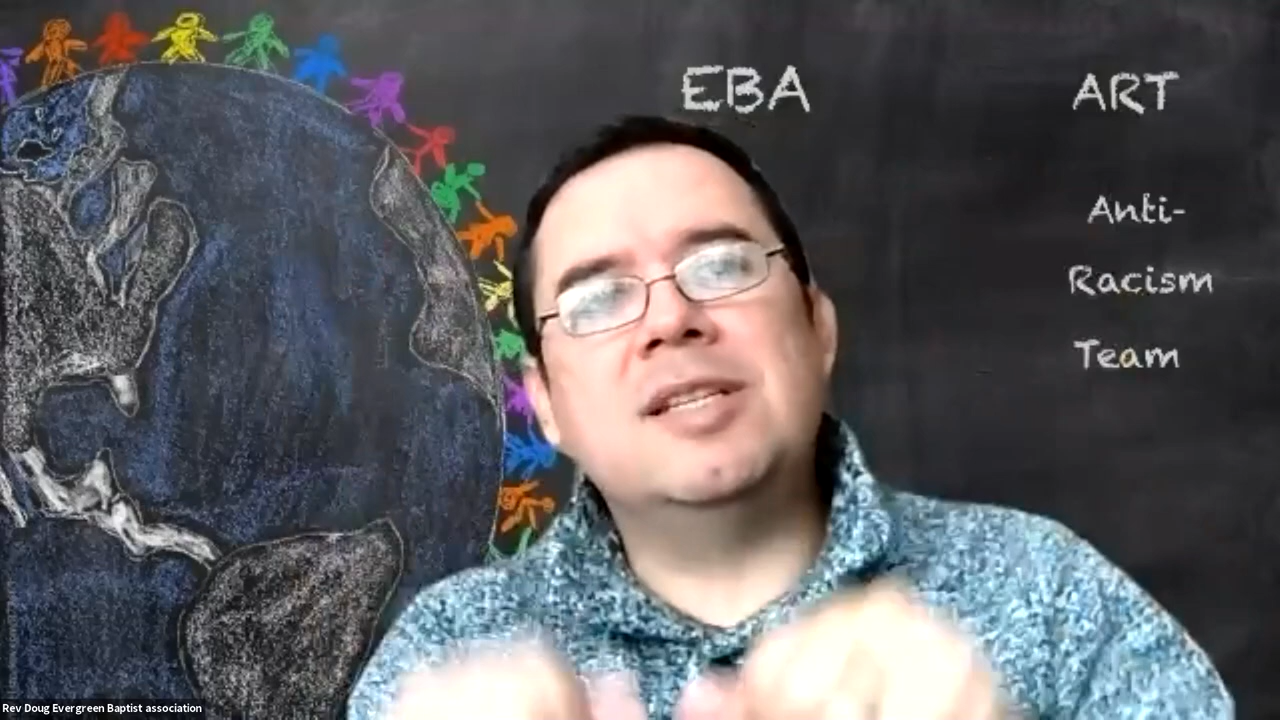 EBA
ART
Anti-
Racism
Team
Rev Doug Evergreen Baptist association